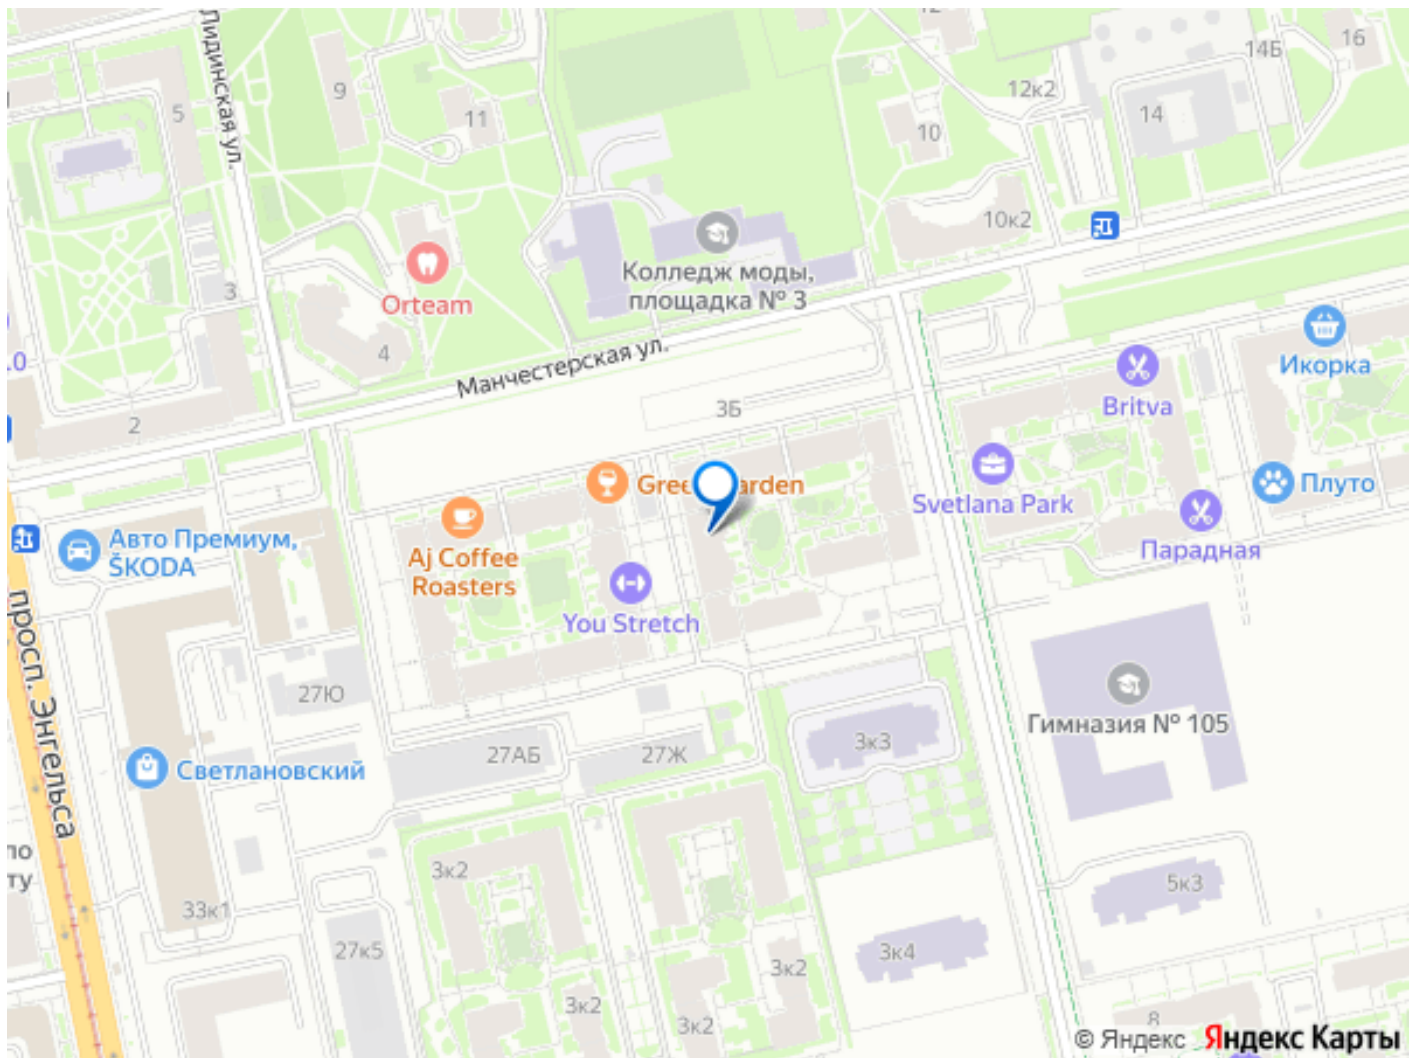 Лидинская ул.
5
9
11
12к2
10
14
14Б
16
10к2
3
Orteam
4
2
Колледж моды,
площадка № 3
Манчестерская ул.
3Б
Икорка
Britva
Svetlana Park
Плуто
Парадная
Авто Премиум,
ŠKODA
Aj Coffee
Roasters
You Stretch
просп. Энгельса
27Ю
27АБ
27Ж
3к3
Гимназия № 105
Светлановский
33к1
3к2
27к5
3к2
3к2
3к2
3к4
5к3
8
© Яндекс Яндекс Карты